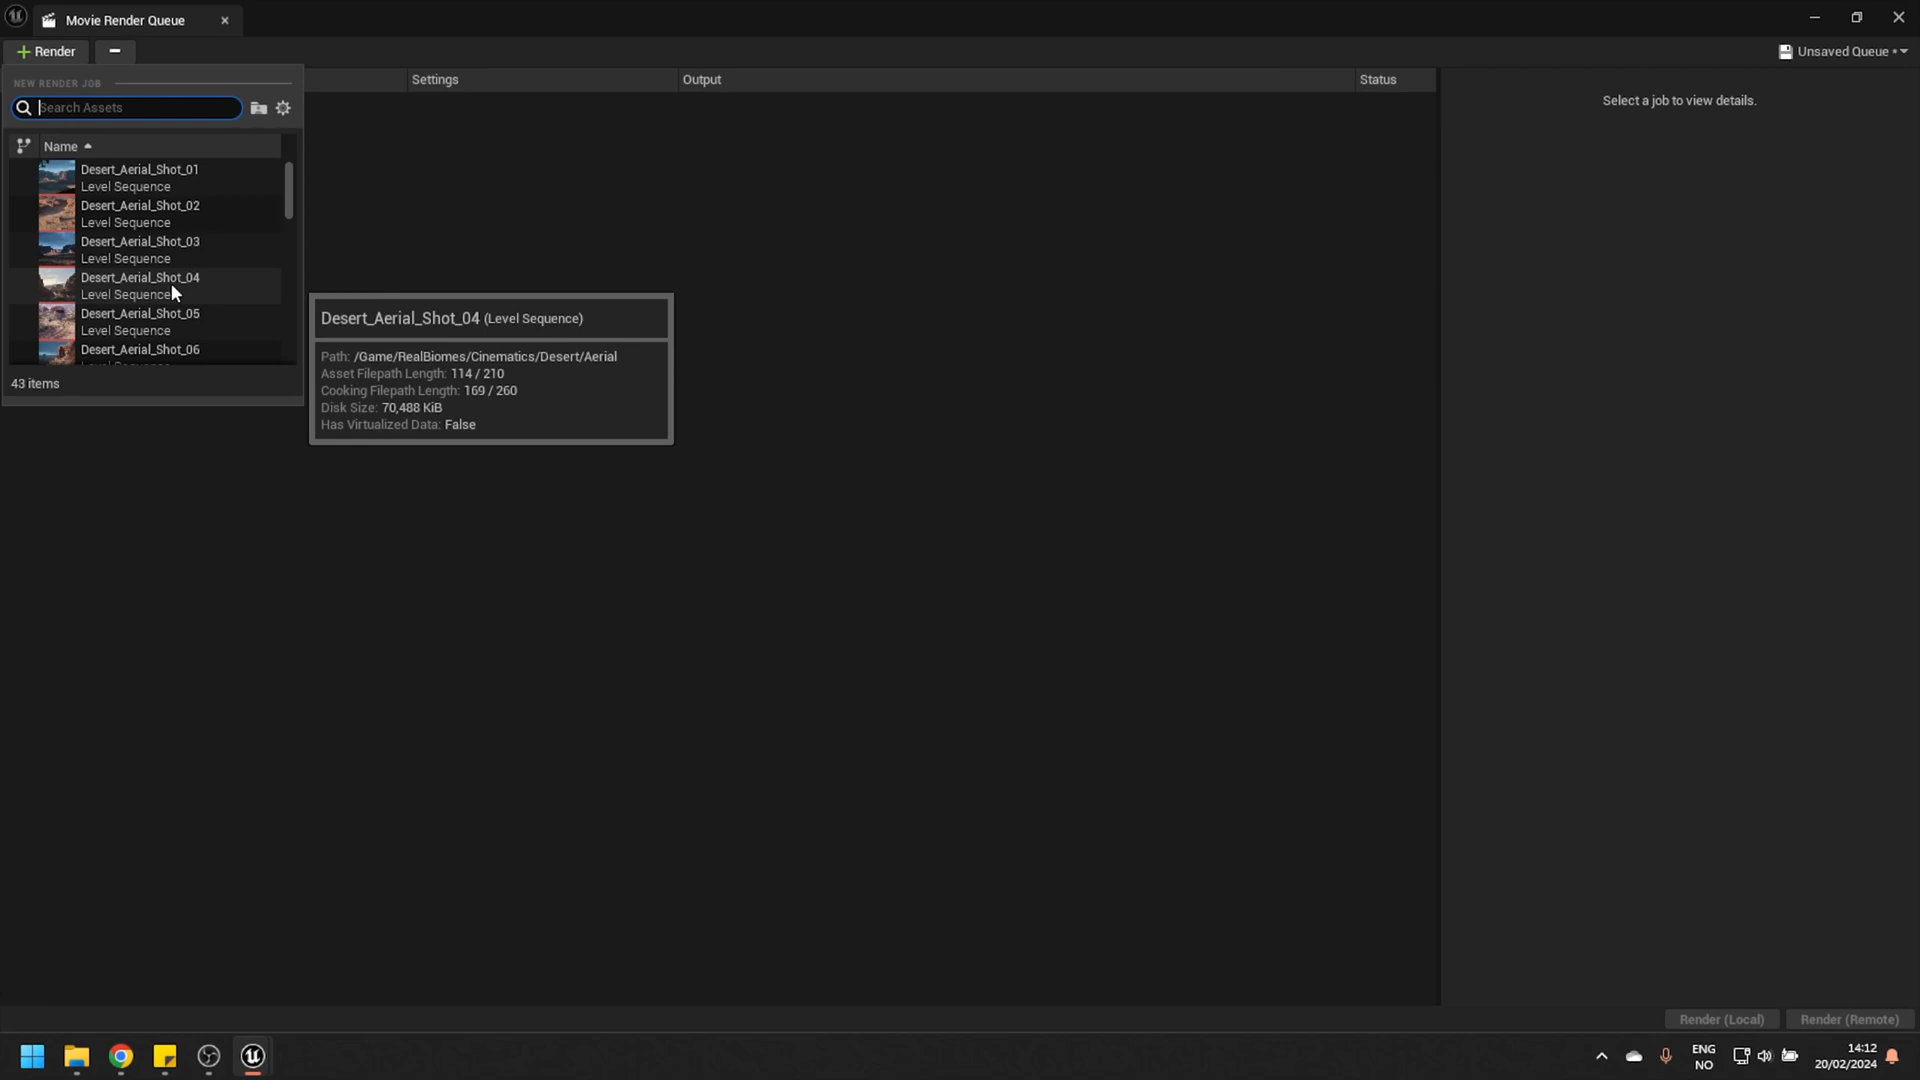 Movie Render Queue
Render
Unsaved Queue *
NEW RENDER JOB
Settings
Output
Status
Search Assets
Select a job to view details.
Name
Desert_Aerial_Shot_01
Level Sequence
Desert_Aerial_Shot_02
Level Sequence
Desert_Aerial_Shot_03
Level Sequence
Desert_Aerial_Shot_04
Level Sequence
Desert_Aerial_Shot_05
Level Sequence
Desert_Aerial_Shot_06
Level Sequence
43 items
Desert_Aerial_Shot_04 (Level Sequence)
Path: /Game/RealBiomes/Cinematics/Desert/Aerial
Asset Filepath Length: 114 / 210
Cooking Filepath Length: 169 / 260
Disk Size: 70,488 KiB
Has Virtualized Data: False
Render (Local)
Render (Remote)
ENG
NO
14:12
20/02/2024